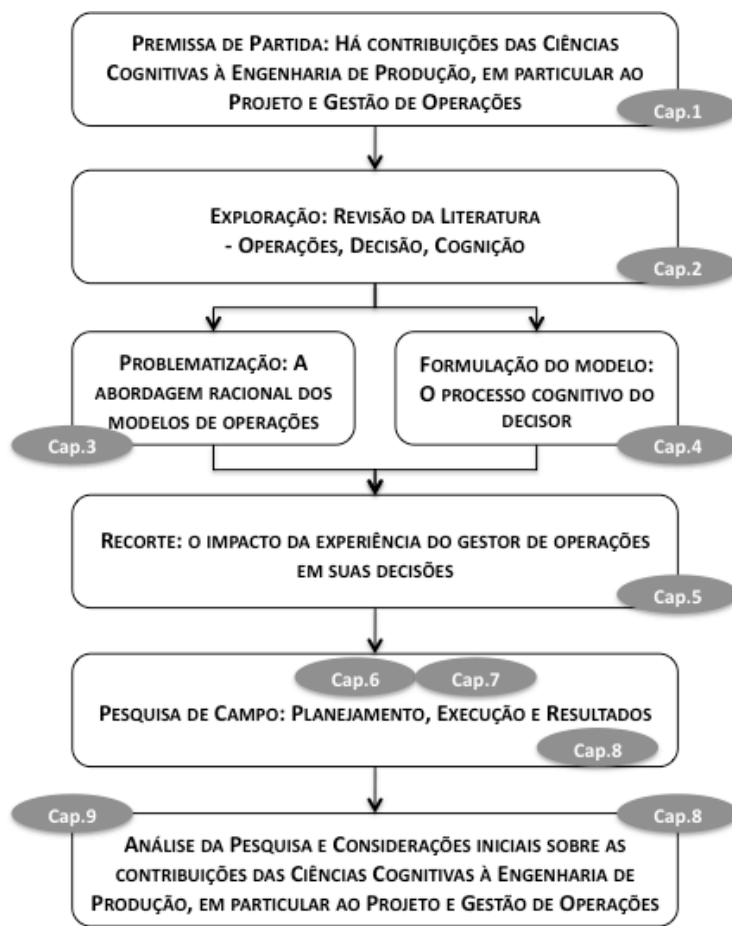 Premissa de Partida: Há contribuições das Ciências
Cognitivas à Engenharia de Produção, em particular ao
Projeto e Gestão de Operações
Cap.1
Exploração: Revisão da Literatura
- Operações, Decisão, Cognição
Cap.2
Problematização: A
abordagem racional dos
modelos de operações
Cap.3
Formulação do modelo:
O processo cognitivo do
decisor
Cap.4
Recorte: o impacto da experiência do gestor de operações
em suas decisões
Cap.5
Cap.6
Cap.7
Pesquisa de Campo: Planejamento, Execução e Resultados
Cap.8
Cap.9
Cap.8
Análise da Pesquisa e Considerações iniciais sobre as
contribuições das Ciências Cognitivas à Engenharia de
Produção, em particular ao Projeto e Gestão de Operações